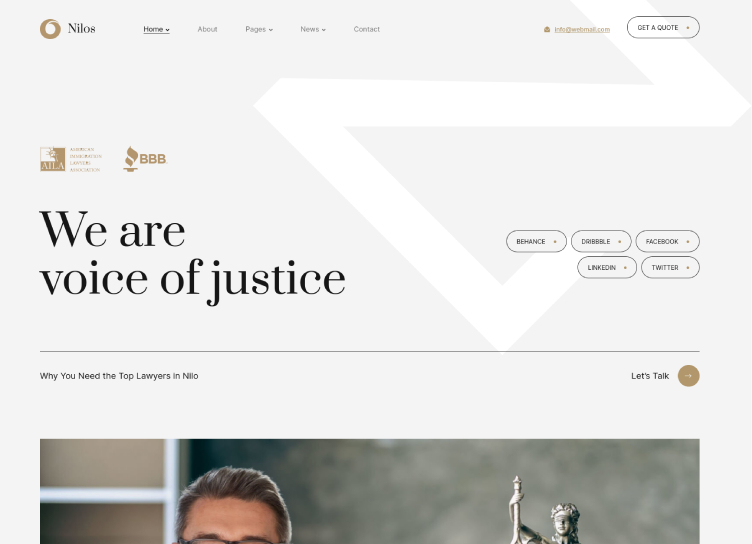 Nilos
Home
About
Pages
News
Contact
info@webmail.com
GET A QUOTE
AILA
AMERICAN
IMMIGRATION
LAWYERS
ASSOCIATION
BBB
We are
voice of justice
BEHANCE
DRIBBBLE
FACEBOOK
LINKEDIN
TWITTER
Why You Need the Top Lawyers in Nilo
Let's Talk